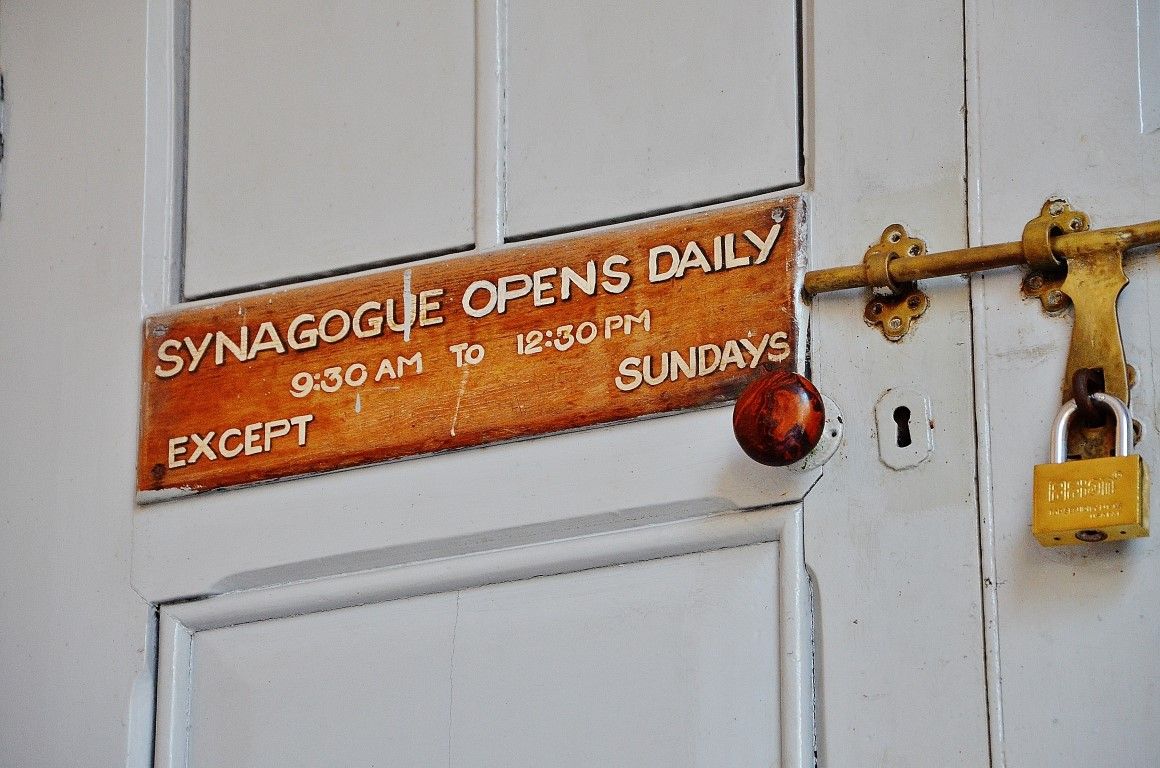 SYNAGOGUE OPENS DAILY
9:30 AM TO 12:30 PM
EXCEPT SUNDAYS